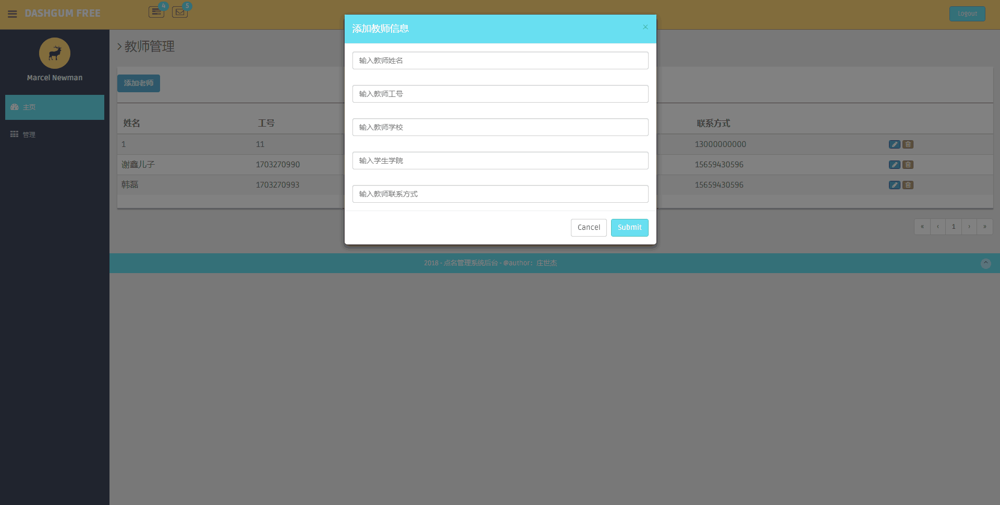 DASHGUM FREE
4
5
Logout
添加教师信息
×
Marcel Newman
主页
管理
教师管理
添加老师
姓名 工号 联系方式
1 11 13000000000
谢鑫儿子 1703270990 15659430596
韩磊 1703270993 15659430596
输入教师姓名
输入教师工号
输入教师学校
输入学生学院
输入教师联系方式
Cancel Submit
« ‹ 1 › »
2018 - 点名管理系统后台 - @author：庄世杰